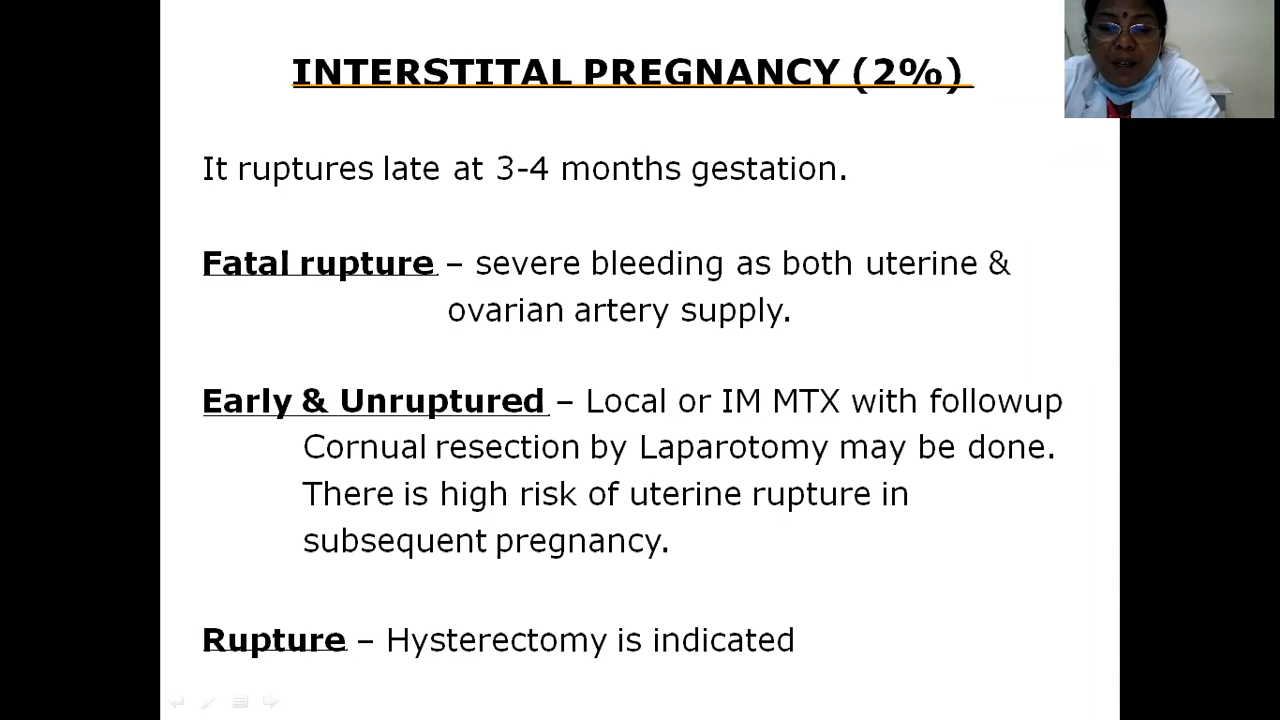 INTERSTITAL PREGNANCY (2%)
It ruptures late at 3-4 months gestation.
Fatal rupture – severe bleeding as both uterine &
ovarian artery supply.
Early & Unruptured – Local or IM MTX with followup
Cornual resection by Laparotomy may be done.
There is high risk of uterine rupture in
subsequent pregnancy.
Rupture – Hysterectomy is indicated